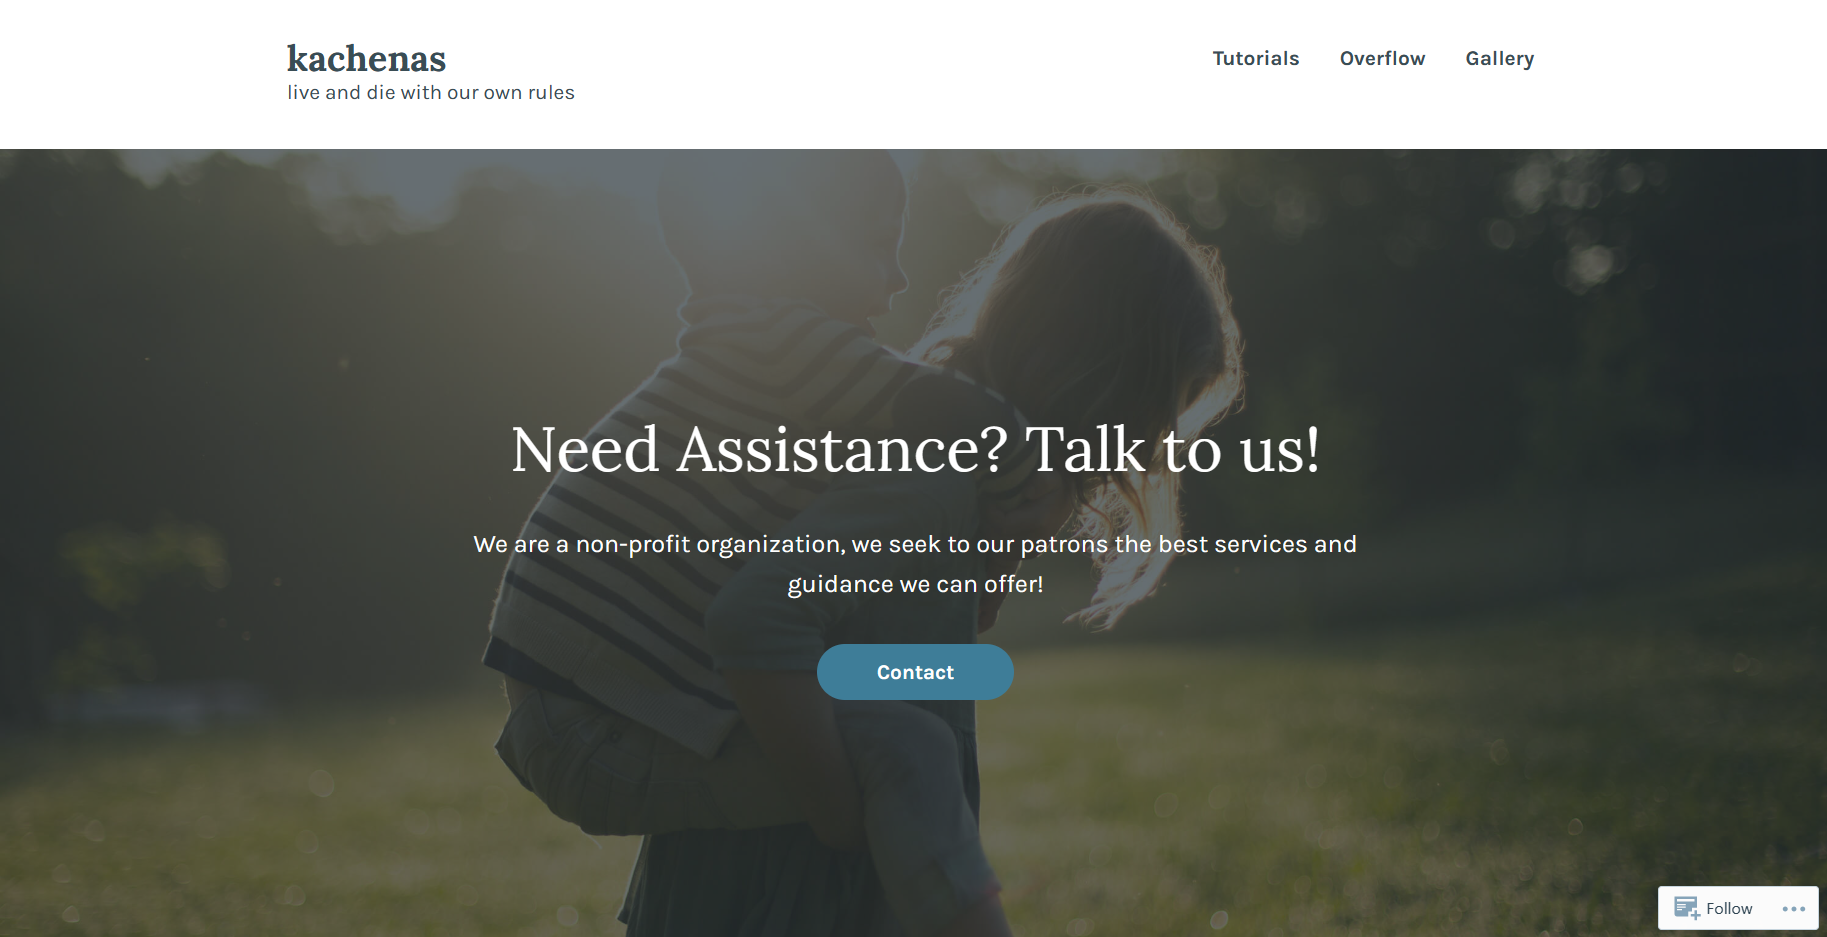 kachenas
live and die with our own rules
Tutorials Overflow Gallery
Need Assistance? Talk to us!
We are a non-profit organization, we seek to our patrons the best services and
guidance we can offer!
Contact
Follow